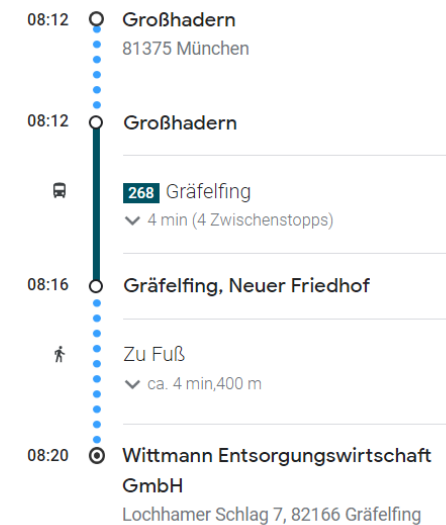 08:12 Großhadern
81375 München
08:12 Großhadern
268 Gräfelfing
4 min (4 Zwischenstopps)
08:16 Gräfelfing, Neuer Friedhof
Zu Fuß
ca. 4 min,400 m
08:20 Wittmann Entsorgungswirtschaft
GmbH
Lochhamer Schlag 7, 82166 Gräfelfing